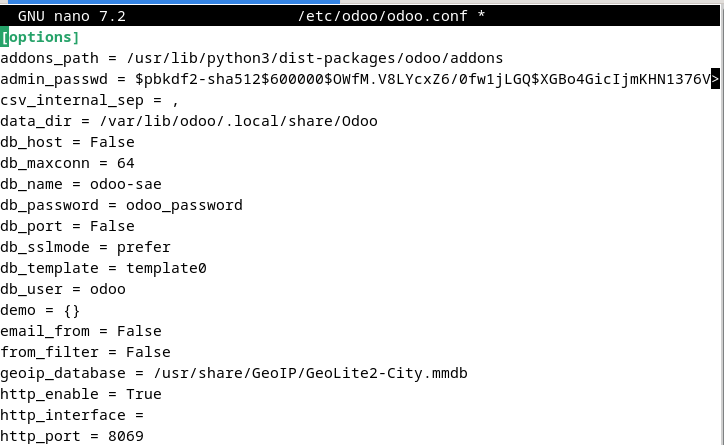 GNU nano 7.2 /etc/odoo/odoo.conf *
[options]
addons_path = /usr/lib/python3/dist-packages/odoo/addons
admin_passwd = $pbkdf2-sha512$600000$OWfM.V8LYcxZ6/0fw1jLGQ$XGBo4GicIjmKHN1376V>
csv_internal_sep = ,
data_dir = /var/lib/odoo/.local/share/Odoo
db_host = False
db_maxconn = 64
db_name = odoo-sae
db_password = odoo_password
db_port = False
db_sslmode = prefer
db_template = template0
db_user = odoo
demo = {}
email_from = False
from_filter = False
geoip_database = /usr/share/GeoIP/GeoLite2-City.mmdb
http_enable = True
http_interface =
http_port = 8069